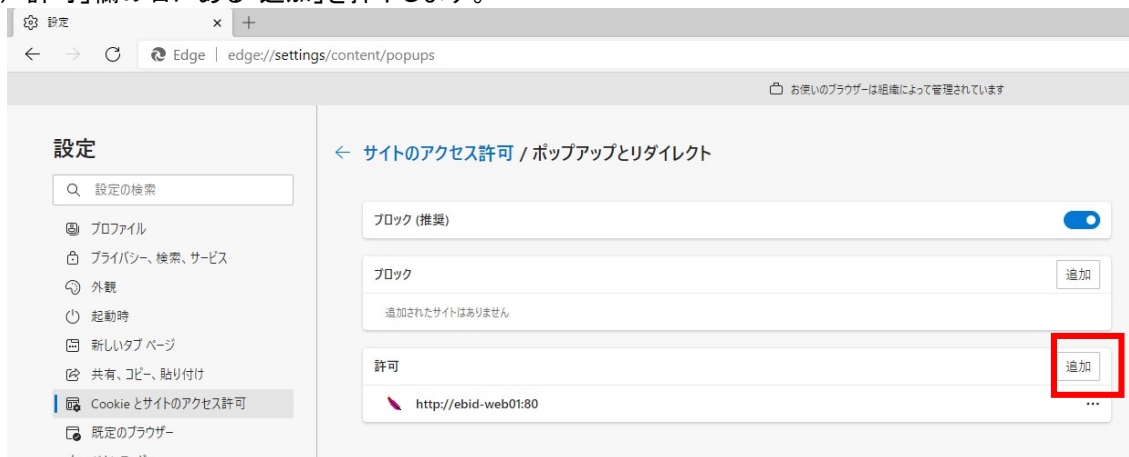 設定
Edge | edge://settings/content/popups
お使いのブラウザーは組織によって管理されています
設定
設定の検索
プロファイル
プライバシー、検索、サービス
外観
起動時
新しいタブ ページ
共有、コピー、貼り付け
Cookie とサイトのアクセス許可
既定のブラウザー
サイトのアクセス許可 / ポップアップとリダイレクト
ブロック (推奨)
ブロック 追加
追加されたサイトはありません
許可 追加
http://ebid-web01:80